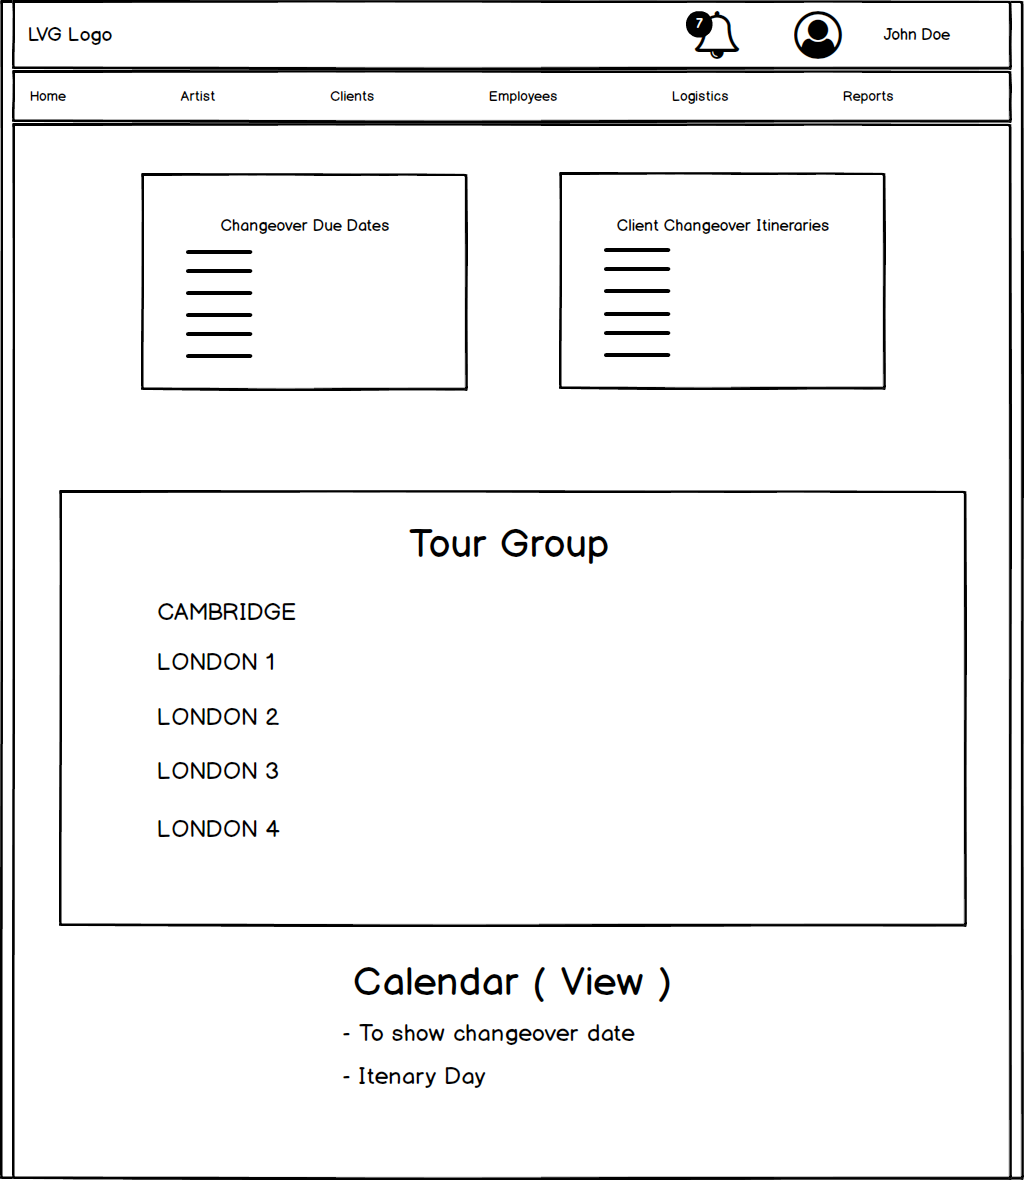 LVG Logo
7
John Doe
Home
Artist
Clients
Employees
Logistics
Reports
Changeover Due Dates
Client Changeover Itineraries
Tour Group
CAMBRIDGE
LONDON 1
LONDON 2
LONDON 3
LONDON 4
Calendar ( View )
- To show changeover date
- Itenary Day